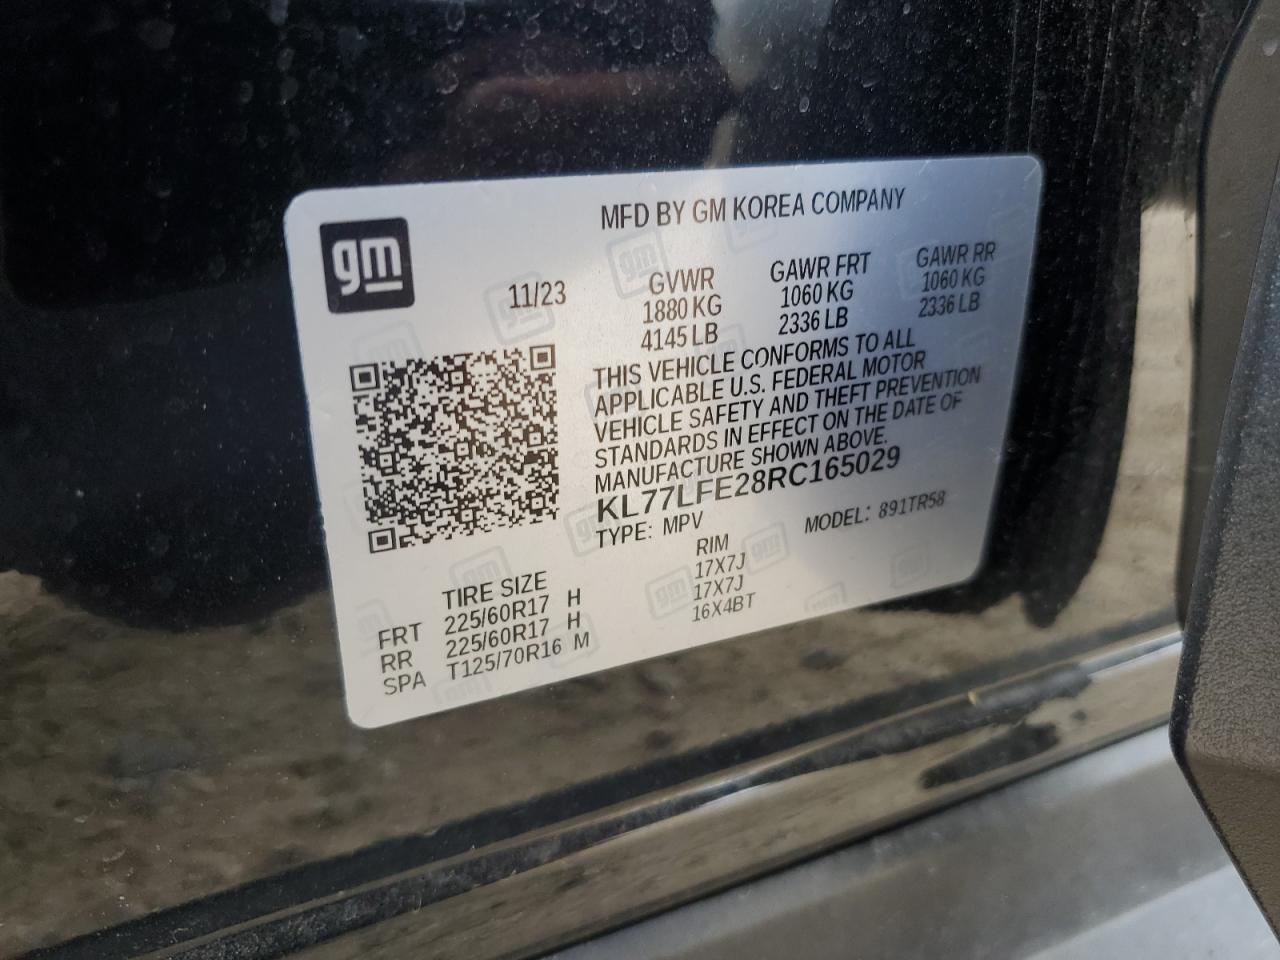 MFD BY GM KOREA COMPANY
gm
11/23
GVWR
1880 KG
4145 LB
GAWR FRT
1060 KG
2336 LB
GAWR RR
1060 KG
2336 LB
THIS VEHICLE CONFORMS TO ALL
APPLICABLE U.S. FEDERAL MOTOR
VEHICLE SAFETY AND THEFT PREVENTION
STANDARDS IN EFFECT ON THE DATE OF
MANUFACTURE SHOWN ABOVE.
KL77LFE28RC165029
TYPE: MPV MODEL: 891TR58
TIRE SIZE RIM
FRT 225/60R17 H 17X7J
RR 225/60R17 H 17X7J
SPA T125/70R16 M 16X4BT